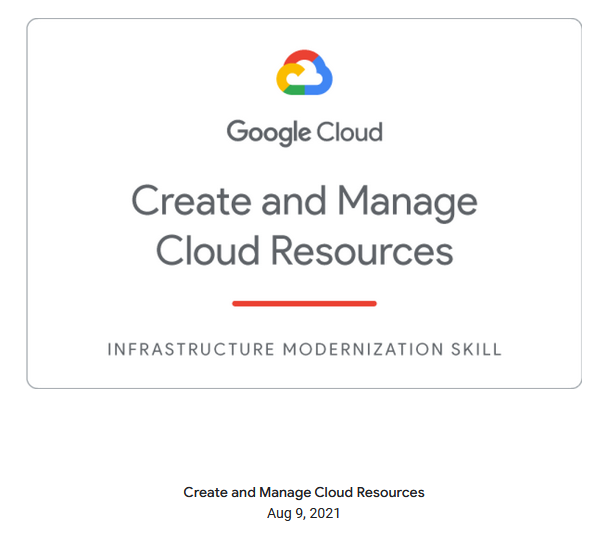 Google Cloud
Create and Manage
Cloud Resources
INFRASTRUCTURE MODERNIZATION SKILL
Create and Manage Cloud Resources
Aug 9, 2021